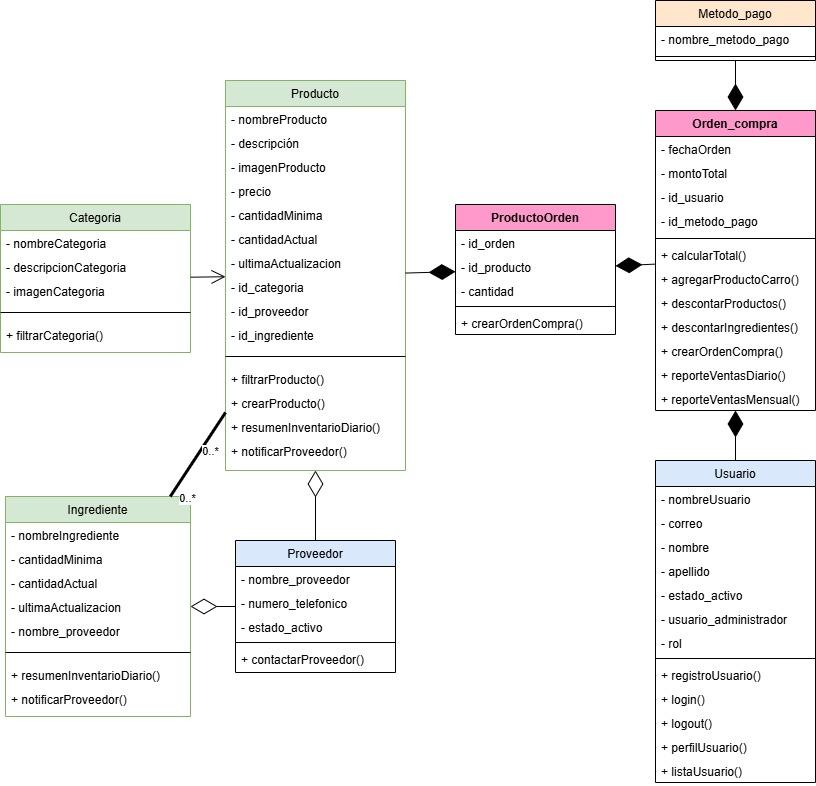 Metodo_pago
- nombre_metodo_pago
Producto
- nombreProducto
- descripción
- imagenProducto
- precio
- cantidadMinima
- cantidadActual
- ultimaActualizacion
- id_categoria
- id_proveedor
- id_ingrediente
+ filtrarProducto()
+ crearProducto()
+ resumenInventarioDiario()
+ notificarProveedor()
Orden_compra
- fechaOrden
- montoTotal
- id_usuario
- id_metodo_pago
+ calcularTotal()
+ agregarProductoCarro()
+ descontarProductos()
+ descontarIngredientes()
+ crearOrdenCompra()
+ reporteVentasDiario()
+ reporteVentasMensual()
Categoria
- nombreCategoria
- descripcionCategoria
- imagenCategoria
+ filtrarCategoria()
ProductoOrden
- id_orden
- id_producto
- cantidad
+ crearOrdenCompra()
0..*
0..*
Ingrediente
- nombreIngrediente
- cantidadMinima
- cantidadActual
- ultimaActualizacion
- nombre_proveedor
+ resumenInventarioDiario()
+ notificarProveedor()
Proveedor
- nombre_proveedor
- numero_telefonico
- estado_activo
+ contactarProveedor()
Usuario
- nombreUsuario
- correo
- nombre
- apellido
- estado_activo
- usuario_administrador
- rol
+ registroUsuario()
+ login()
+ logout()
+ perfilUsuario()
+ listaUsuario()